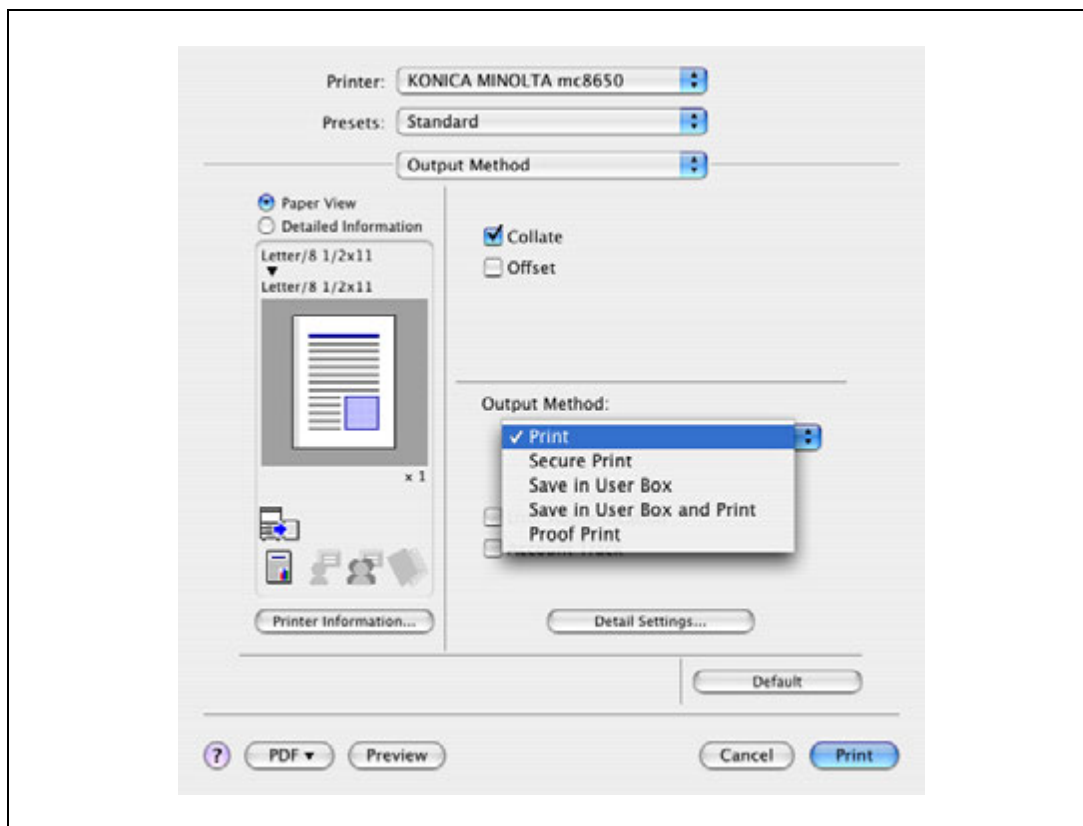 Printer: KONICA MINOLTA mc8650
Presets: Standard
Output Method
Paper View
Detailed Information
Letter/8 1/2x11
Letter/8 1/2x11
x 1
Printer Information...
Collate
Offset
Output Method:
✓ Print
Secure Print
Save in User Box
Save in User Box and Print
Proof Print
Account Track
Detail Settings...
Default
? PDF ▼ Preview Cancel Print